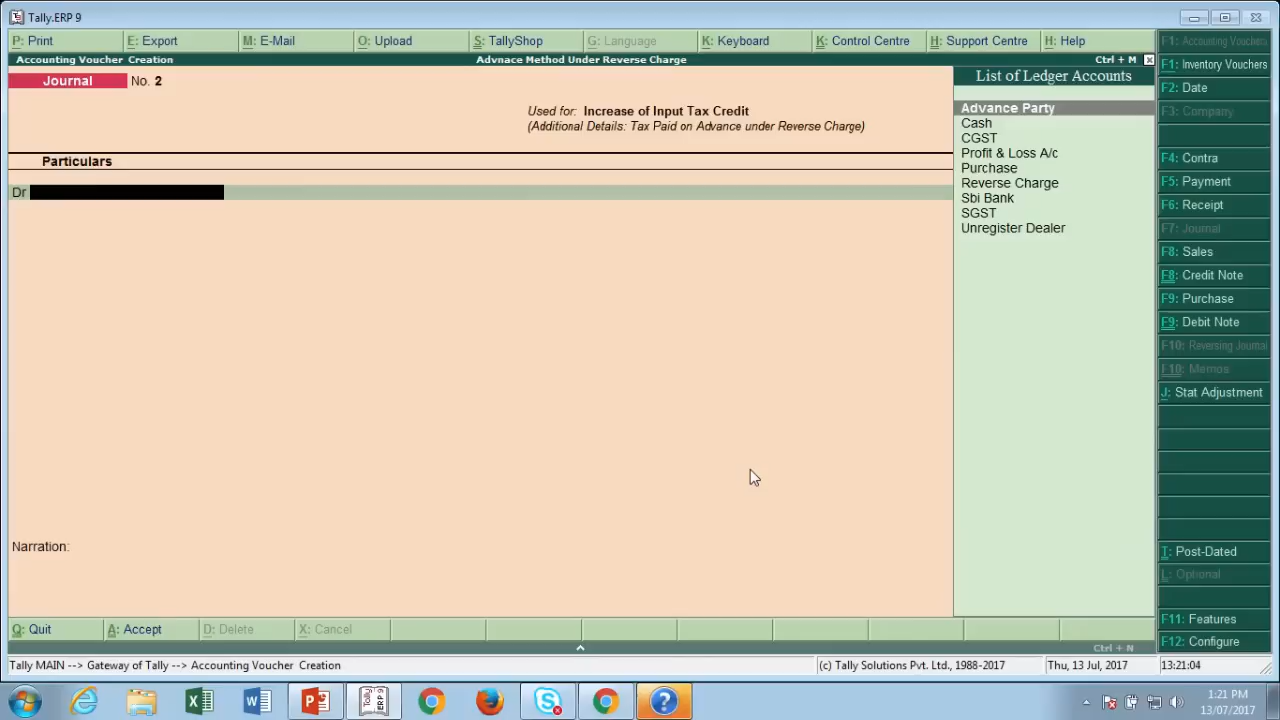 Tally.ERP 9
P: Print
E: Export
M: E-Mail
O: Upload
S: TallyShop
G: Language
K: Keyboard
K: Control Centre
H: Support Centre
H: Help
Accounting Voucher Creation
Advnace Method Under Reverse Charge
Ctrl + M
Journal
No. 2
Used for: Increase of Input Tax Credit
(Additional Details: Tax Paid on Advance under Reverse Charge)
Particulars
Dr
Narration:
List of Ledger Accounts
Advance Party
Cash
CGST
Profit & Loss A/c
Purchase
Reverse Charge
Sbi Bank
SGST
Unregister Dealer
F1: Accounting Vouchers
F1: Inventory Vouchers
F2: Date
F3: Company
F4: Contra
F5: Payment
F6: Receipt
F7: Journal
F8: Sales
F8: Credit Note
F9: Purchase
F9: Debit Note
F10: Reversing Journal
F10: Memos
J: Stat Adjustment
T: Post-Dated
L: Optional
F11: Features
F12: Configure
Q: Quit
A: Accept
D: Delete
X: Cancel
Ctrl + N
Tally MAIN --> Gateway of Tally --> Accounting Voucher Creation
(c) Tally Solutions Pvt. Ltd., 1988-2017
Thu, 13 Jul, 2017
13:21:04
1:21 PM
13/07/2017